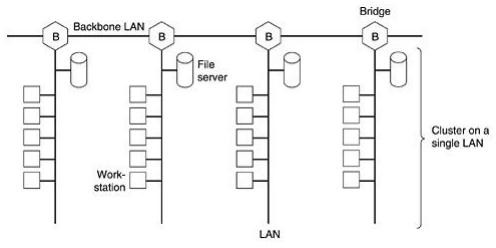 Bridge
Backbone LAN
B
B
B
B
File
server
Cluster on a
single LAN
Work-
station
LAN